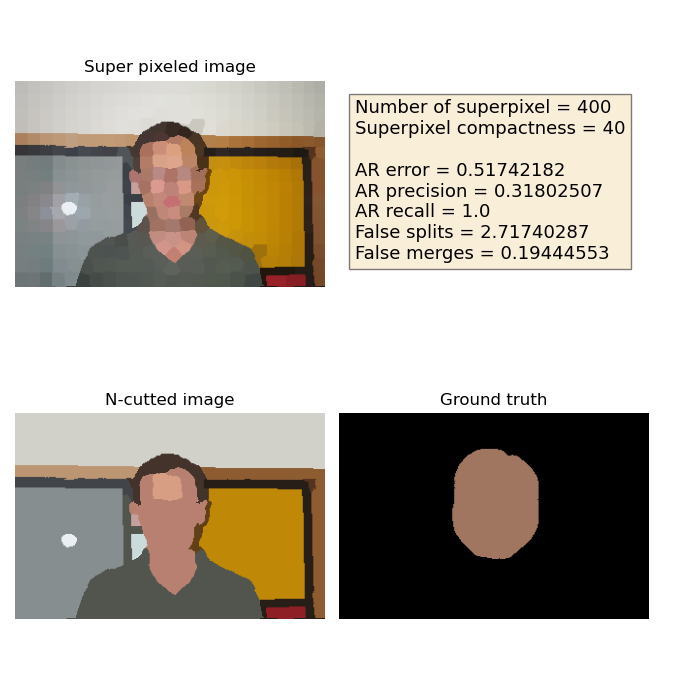 Super pixeled image
Number of superpixel = 400
Superpixel compactness = 40
AR error = 0.51742182
AR precision = 0.31802507
AR recall = 1.0
False splits = 2.71740287
False merges = 0.19444553
N-cutted image
Ground truth